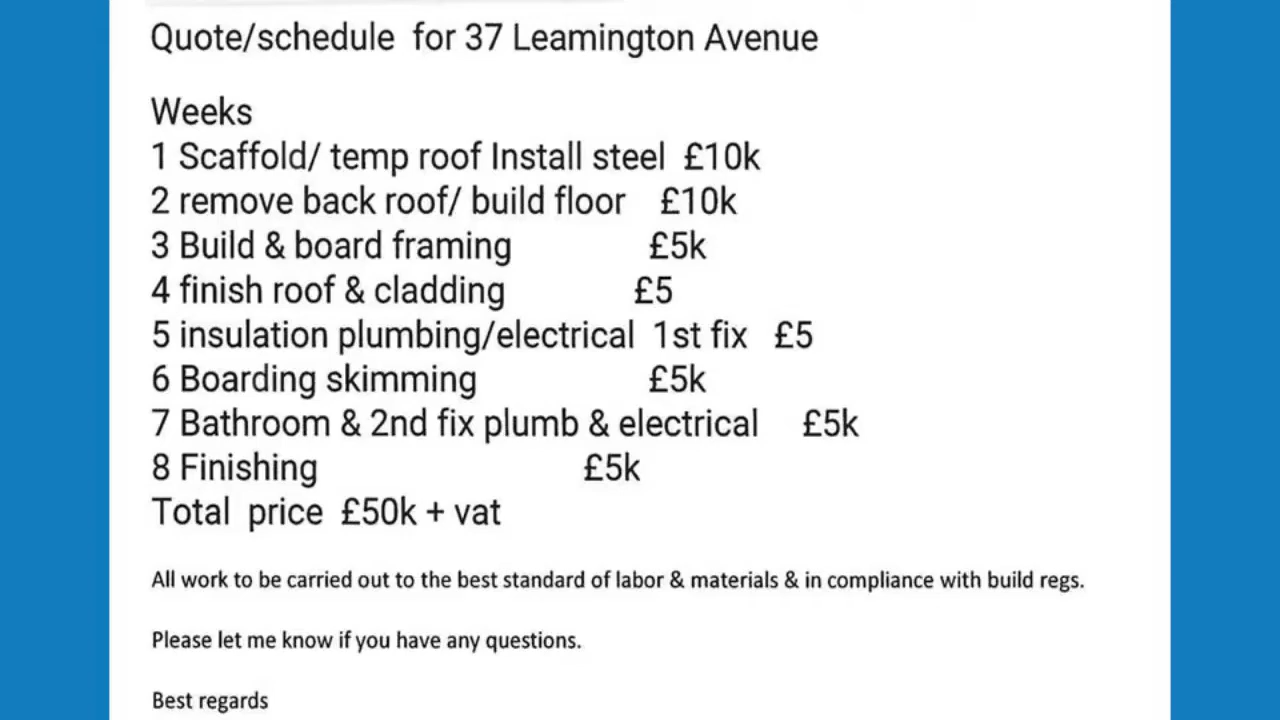 Quote/schedule for 37 Leamington Avenue
Weeks
1 Scaffold/ temp roof Install steel £10k
2 remove back roof/ build floor £10k
3 Build & board framing £5k
4 finish roof & cladding £5
5 insulation plumbing/electrical 1st fix £5
6 Boarding skimming £5k
7 Bathroom & 2nd fix plumb & electrical £5k
8 Finishing £5k
Total price £50k + vat
All work to be carried out to the best standard of labor & materials & in compliance with build regs.
Please let me know if you have any questions.
Best regards